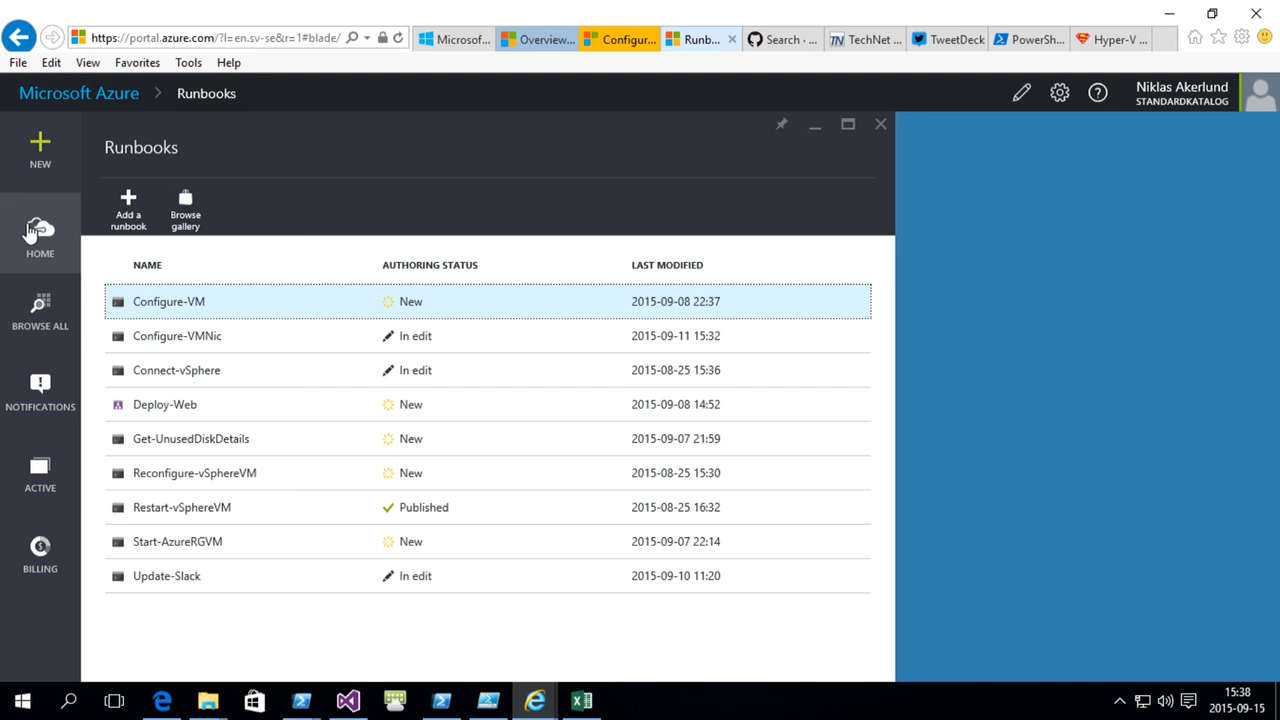 https://portal.azure.com/?l=en.sv-se&r=1#blade/
Microsof...
Overview...
Configur...
Runb...
Search - ...
TN
TechNet ...
TweetDeck
PowerSh...
Hyper-V ...
File
Edit
View
Favorites
Tools
Help
Microsoft Azure
Runbooks
Niklas Akerlund
STANDARDKATALOG
NEW
HOME
BROWSE ALL
NOTIFICATIONS
ACTIVE
BILLING
Runbooks
Add a runbook
Browse gallery
NAME AUTHORING STATUS LAST MODIFIED
Configure-VM New 2015-09-08 22:37
Configure-VMNic In edit 2015-09-11 15:32
Connect-vSphere In edit 2015-08-25 15:36
Deploy-Web New 2015-09-08 14:52
Get-UnusedDiskDetails New 2015-09-07 21:59
Reconfigure-vSphereVM New 2015-08-25 15:30
Restart-vSphereVM Published 2015-08-25 16:32
Start-AzureRGVM New 2015-09-07 22:14
Update-Slack In edit 2015-09-10 11:20
15:38
2015-09-15